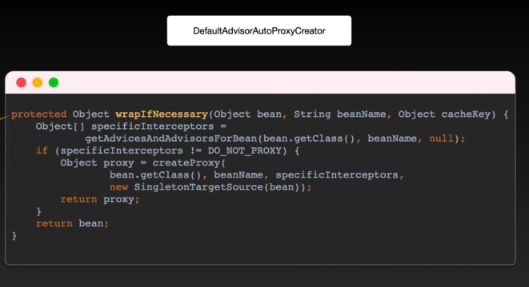 DefaultAdvisorAutoProxyCreator
protected Object wrapIfNecessary(Object bean, String beanName, Object cacheKey) {
    Object[] specificInterceptors =
            getAdvicesAndAdvisorsForBean(bean.getClass(), beanName, null);
    if (specificInterceptors != DO_NOT_PROXY) {
        Object proxy = createProxy(
                bean.getClass(), beanName, specificInterceptors,
                new SingletonTargetSource(bean));
        return proxy;
    }
    return bean;
}